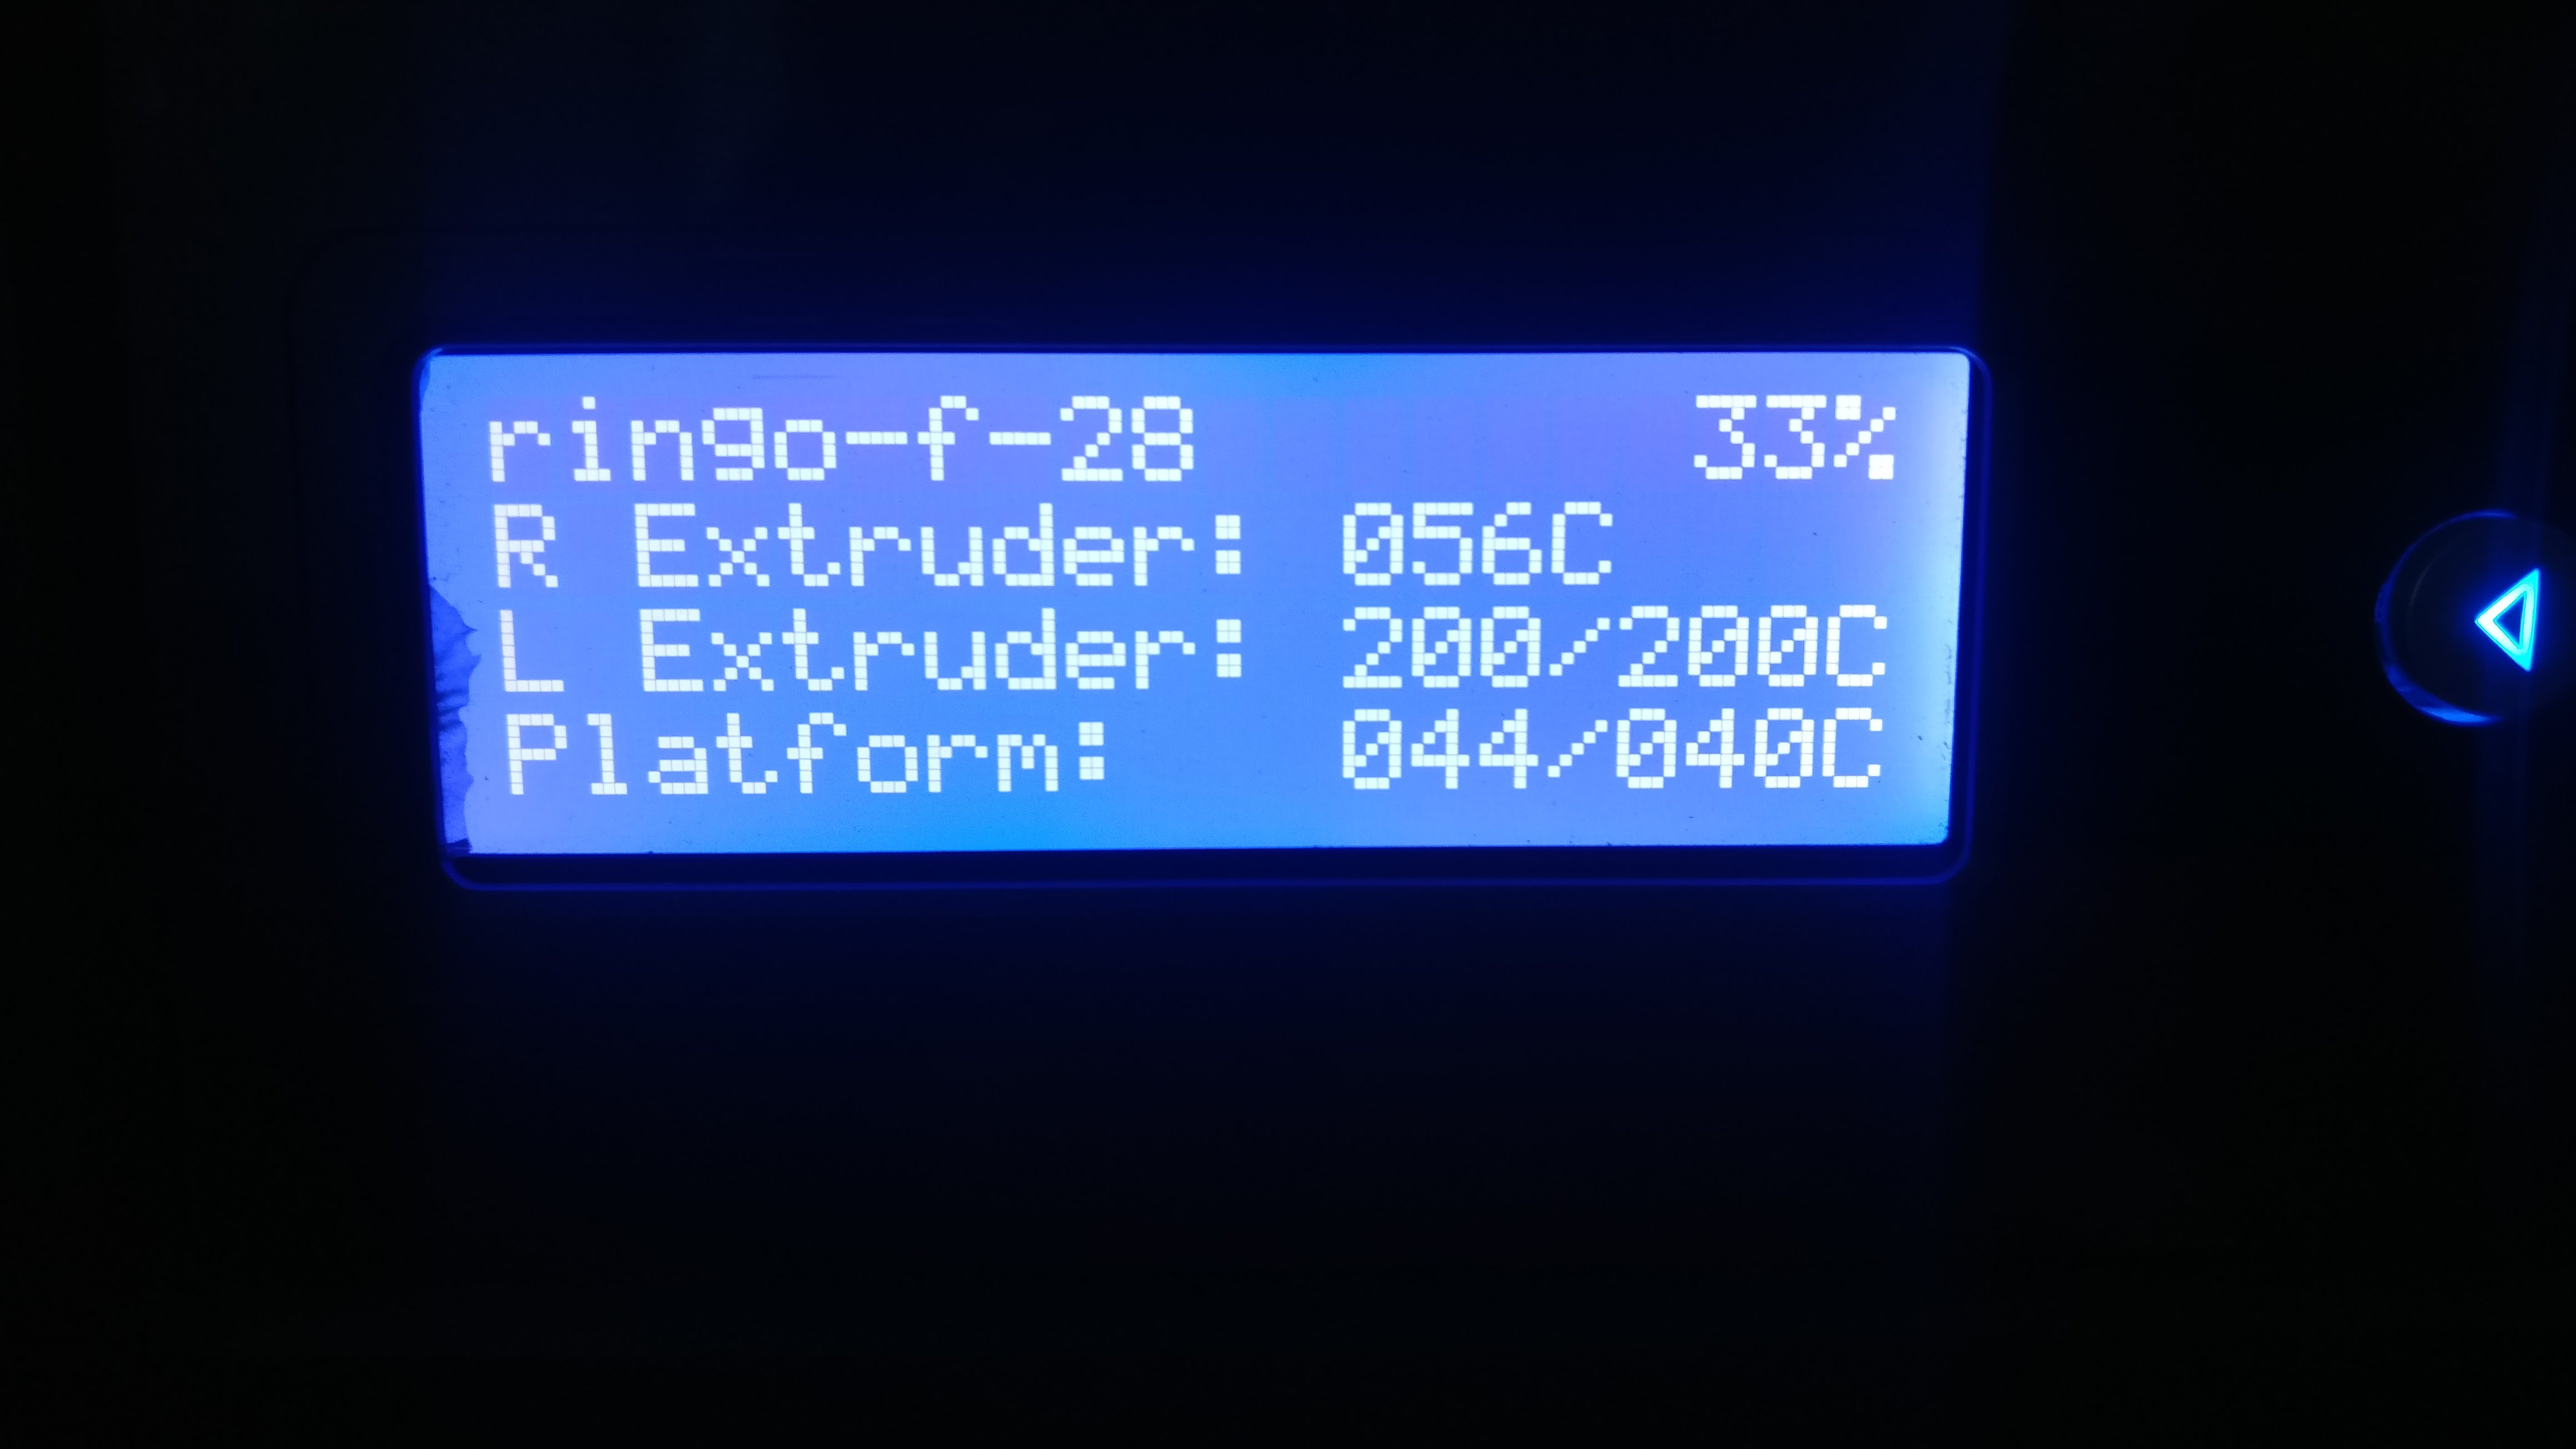 ringo-f-28 33%
R Extruder: 056C
L Extruder: 200/200C
Platform: 044/040C